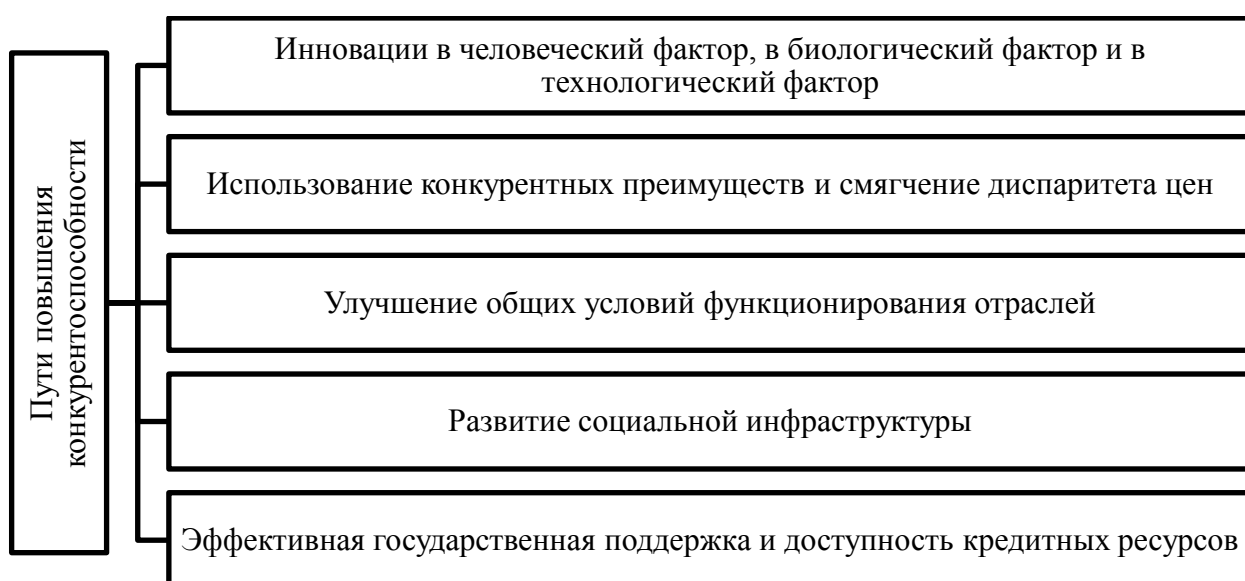 Пути повышения
конкурентоспособности
Инновации в человеческий фактор, в биологический фактор и в
технологический фактор
Использование конкурентных преимуществ и смягчение диспаритета цен
Улучшение общих условий функционирования отраслей
Развитие социальной инфраструктуры
Эффективная государственная поддержка и доступность кредитных ресурсов